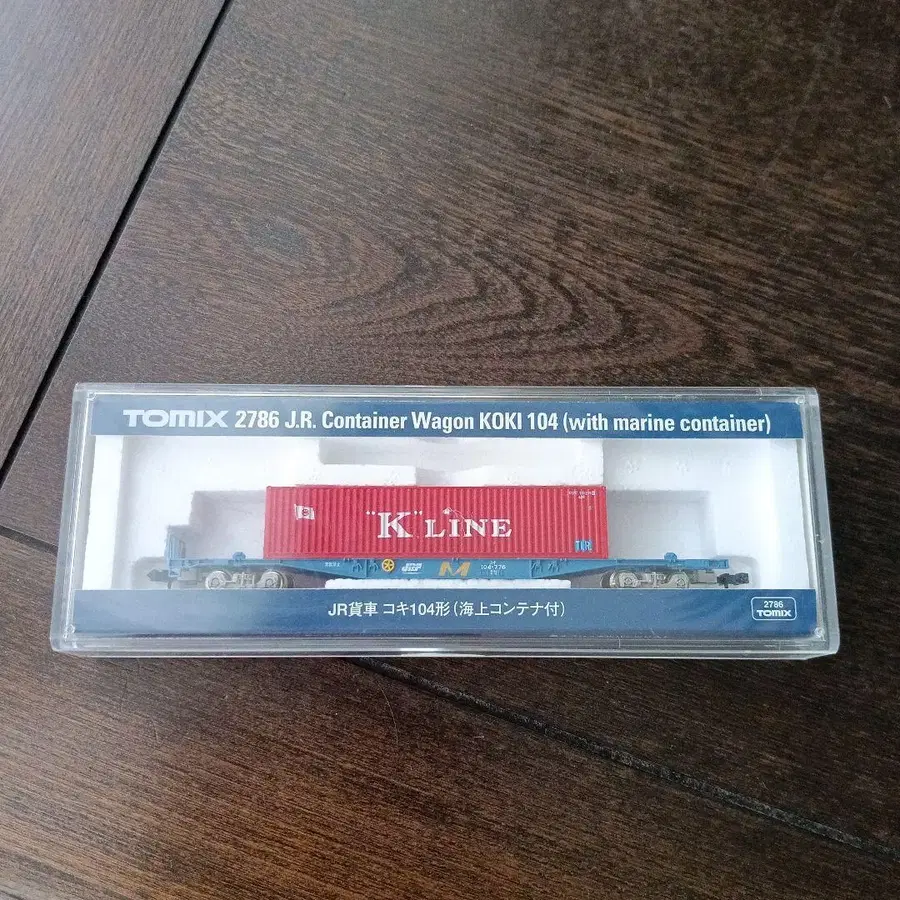 TOMIX 2786 J.R. Container Wagon KOKI 104 (with marine container)
"K" LINE
JRF
M
JR貨車 コキ104形(海上コンテナ付)
2786
TOMIX